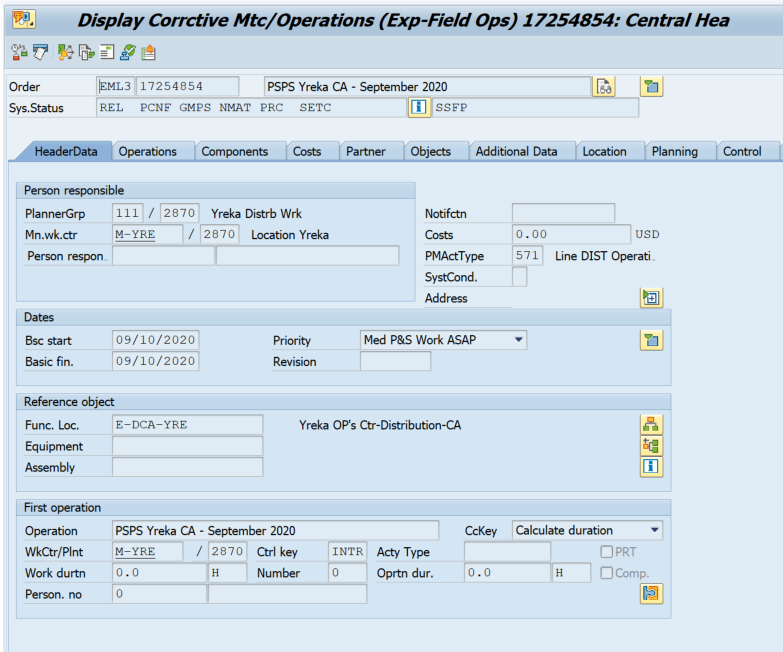 Display Corrctive Mtc/Operations (Exp-Field Ops) 17254854: Central Hea
Order EML3 17254854 PSPS Yreka CA - September 2020
Sys.Status REL PCNF GMPS NMAT PRC SETC SSFP
HeaderData Operations Components Costs Partner Objects Additional Data Location Planning Control
Person responsible
PlannerGrp 111 / 2870 Yreka Distrb Wrk Notifctn
Mn.wk.ctr M-YRE / 2870 Location Yreka Costs 0.00 USD
Person respon.. PMActType 571 Line DIST Operati..
SystCond.
Address
Dates
Bsc start 09/10/2020 Priority Med P&S Work ASAP
Basic fin. 09/10/2020 Revision
Reference object
Func. Loc. E-DCA-YRE Yreka OP's Ctr-Distribution-CA
Equipment
Assembly
First operation
Operation PSPS Yreka CA - September 2020 CcKey Calculate duration
WkCtr/Plnt M-YRE / 2870 Ctrl key INTR Acty Type PRT
Work durtn 0.0 H Number 0 Oprtn dur. 0.0 H Comp.
Person. no 0